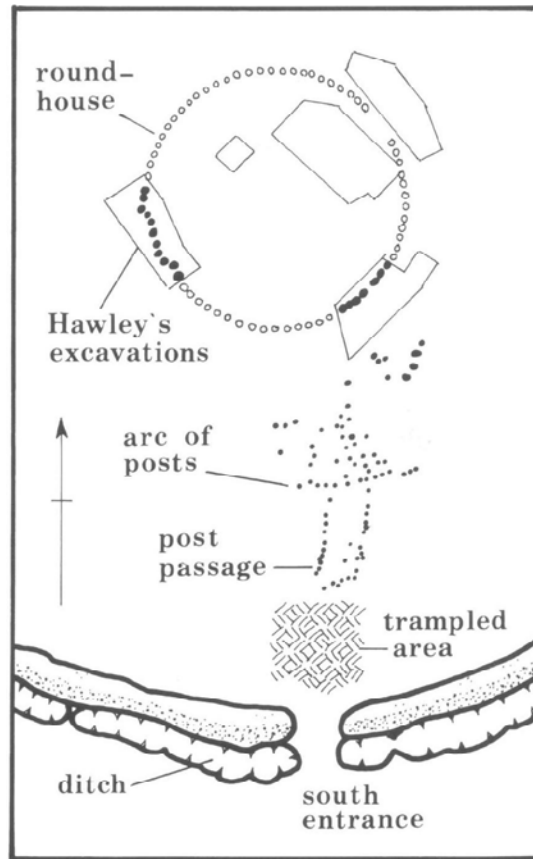 round-
house
Hawley`s
excavations
arc of
posts
post
passage
trampled
area
ditch
south
entrance